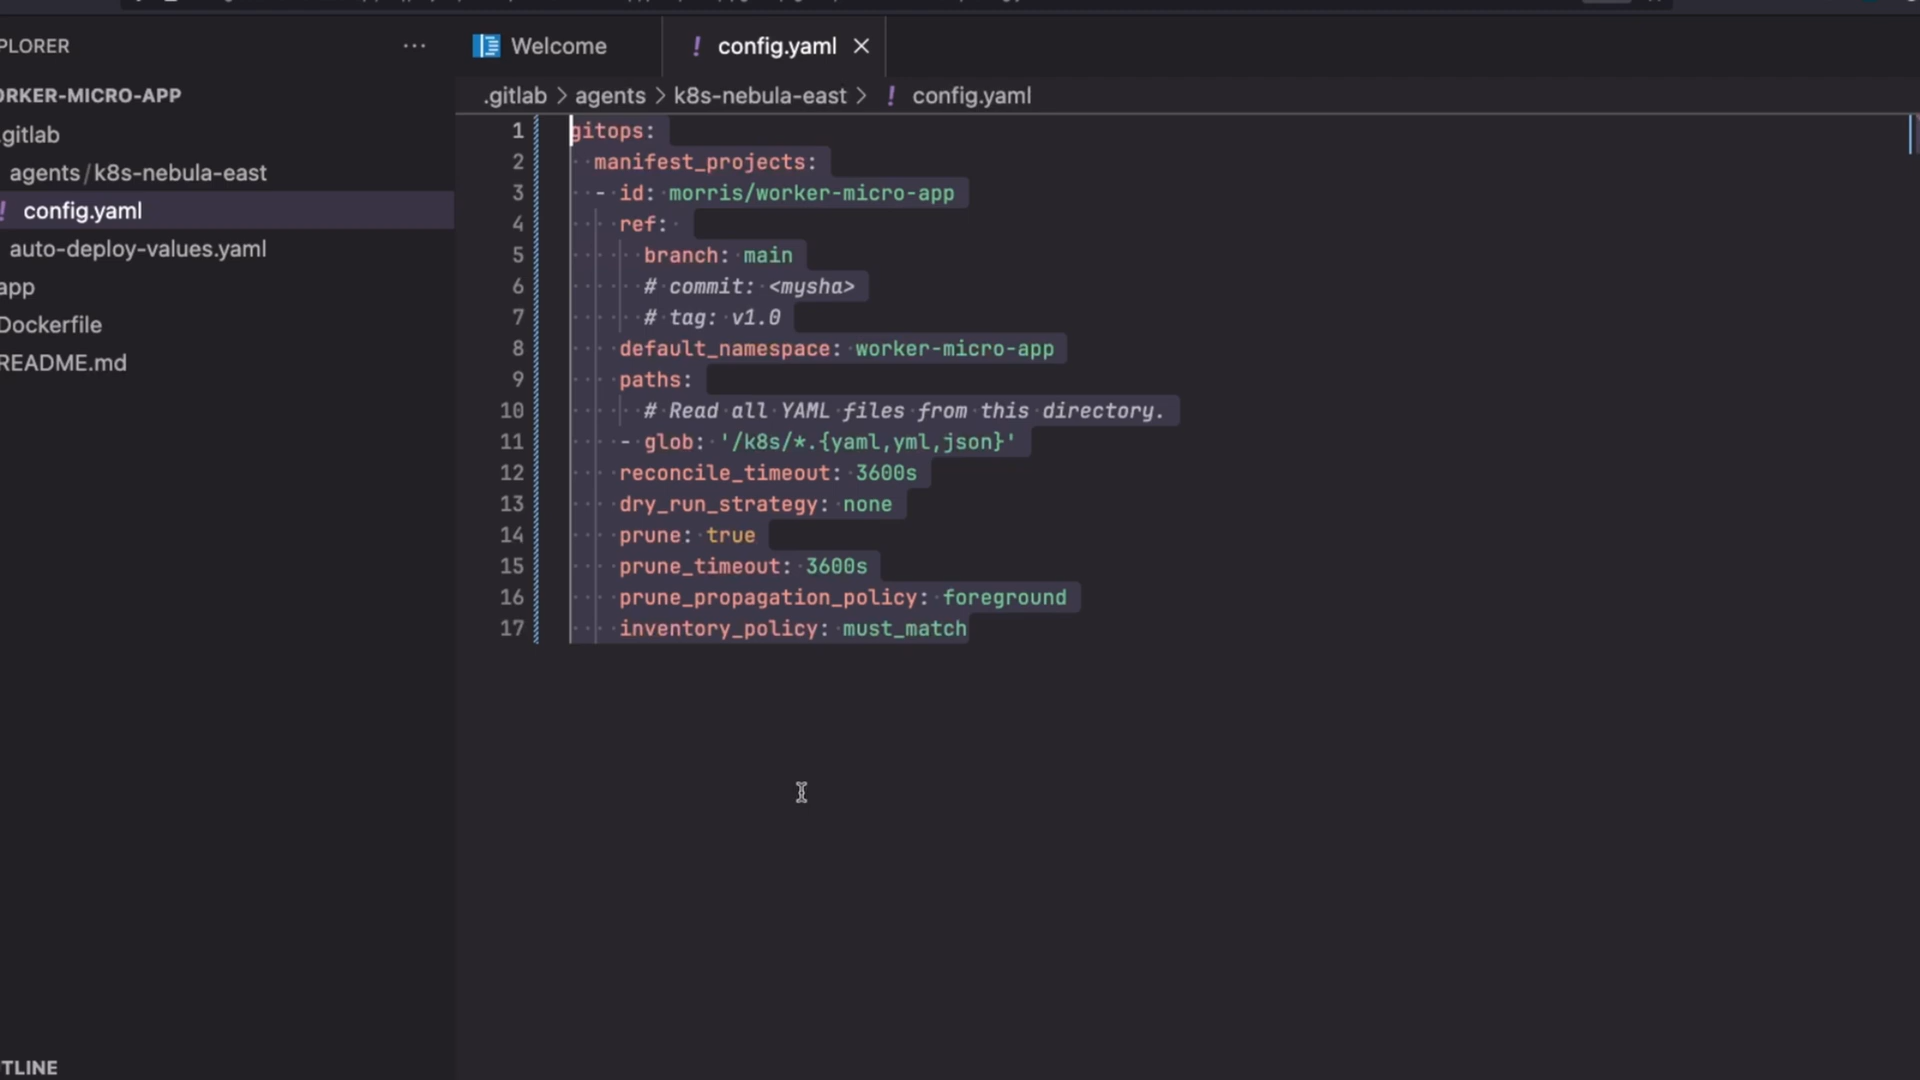 PLORER
···
Welcome
! config.yaml ×
ORKER-MICRO-APP
.gitlab > agents > k8s-nebula-east > ! config.yaml
.gitlab
agents/k8s-nebula-east
! config.yaml
auto-deploy-values.yaml
app
Dockerfile
README.md
1 gitops:
2   manifest_projects:
3   - id: morris/worker-micro-app
4     ref:
5       branch: main
6       # commit: <mysha>
7       # tag: v1.0
8     default_namespace: worker-micro-app
9     paths:
10       # Read all YAML files from this directory.
11     - glob: '/k8s/*.{yaml,yml,json}'
12     reconcile_timeout: 3600s
13     dry_run_strategy: none
14     prune: true
15     prune_timeout: 3600s
16     prune_propagation_policy: foreground
17     inventory_policy: must_match
TLINE